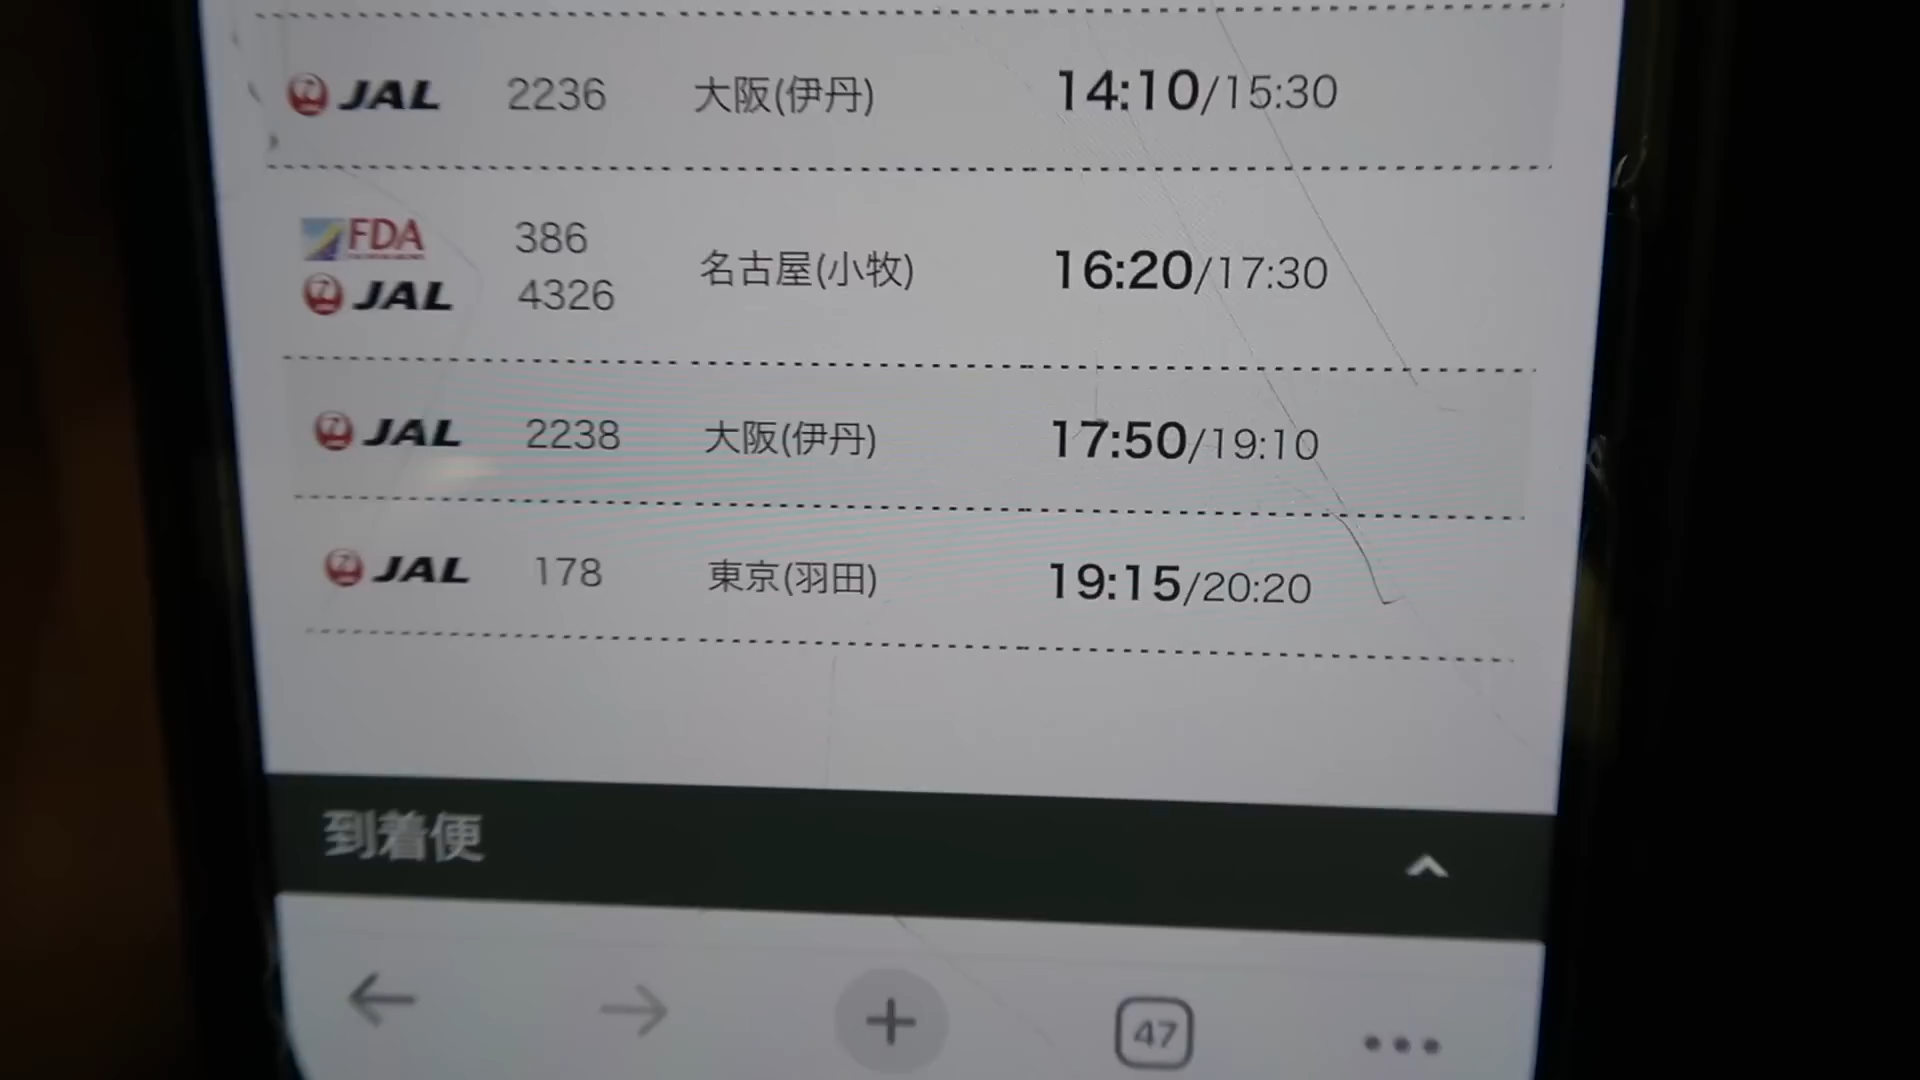 JAL 2236 大阪(伊丹) 14:10/15:30
FDA 386
JAL 4326 名古屋(小牧) 16:20/17:30
JAL 2238 大阪(伊丹) 17:50/19:10
JAL 178 東京(羽田) 19:15/20:20
到着便
47